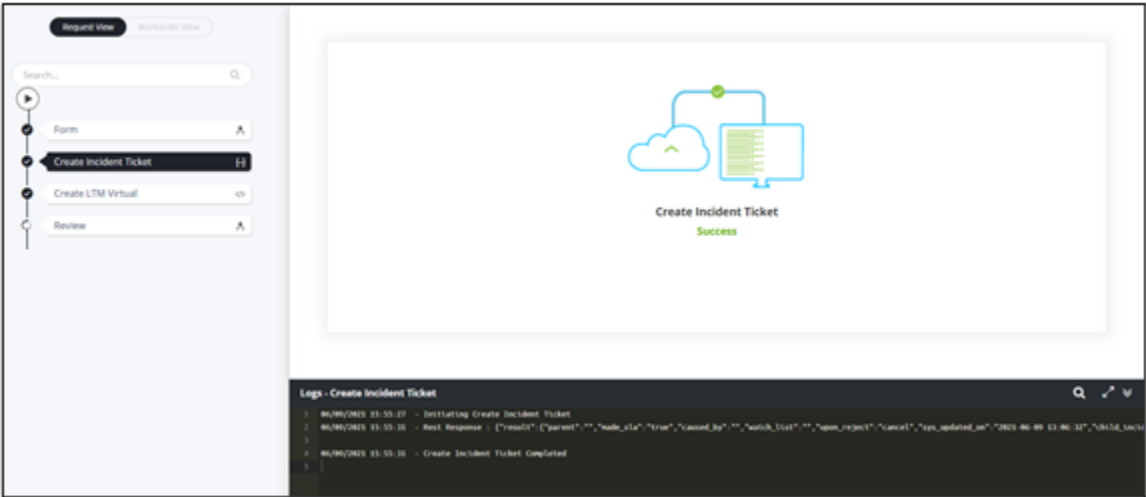 Request View
Workorder View
Search...
Form
Create Incident Ticket
Create LTM Virtual
</>
Review
Create Incident Ticket
Success
Logs - Create Incident Ticket
1 06/09/2021 15:55:27 - Initiating Create Incident Ticket
2 06/09/2021 15:55:31 - Rest Response : {"result":{"parent":"","made_sla":"true","caused_by":"","watch_list":"","upon_reject":"cancel","sys_updated_on":"2021-06-09 13:06:32","child_incid
3
4 06/09/2021 15:55:31 - Create Incident Ticket Completed
5